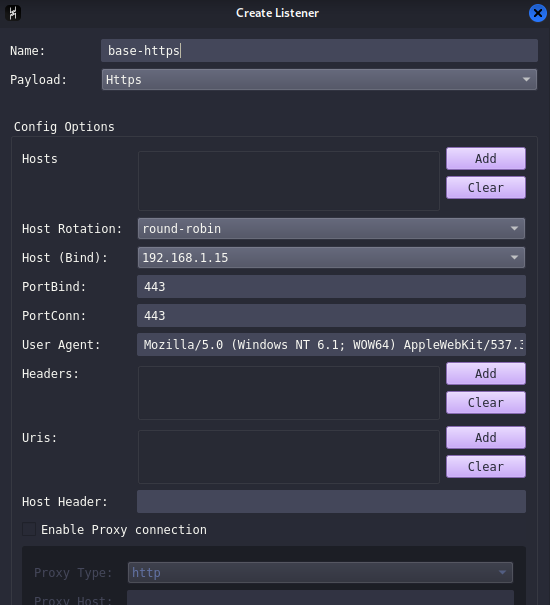 Create Listener
Name: base-https
Payload: Https
Config Options
Hosts Add
Clear
Host Rotation: round-robin
Host (Bind): 192.168.1.15
PortBind: 443
PortConn: 443
User Agent: Mozilla/5.0 (Windows NT 6.1; WOW64) AppleWebKit/537.3
Headers: Add
Clear
Uris: Add
Clear
Host Header:
Enable Proxy connection
Proxy Type: http
Proxy Host: